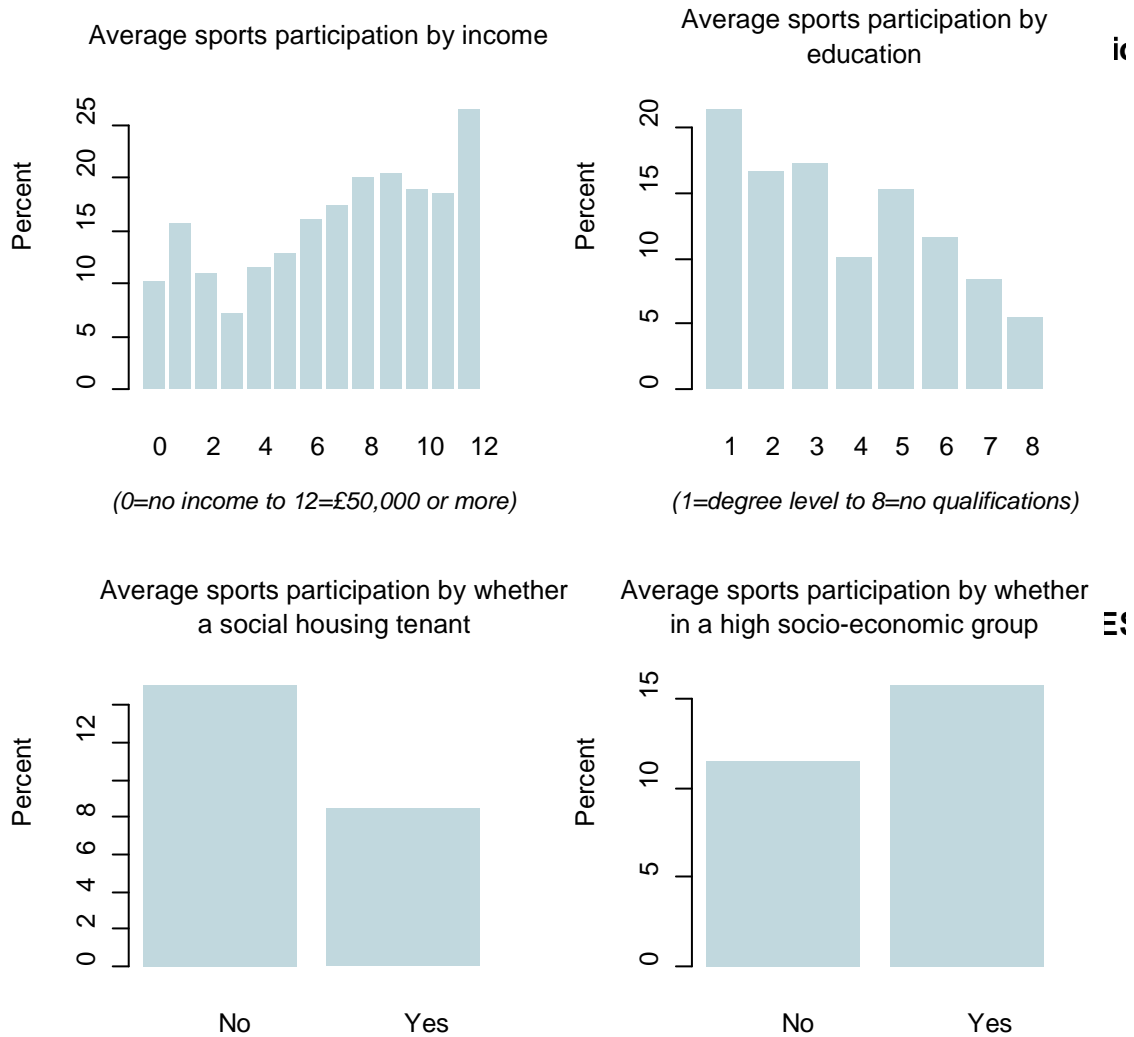 Average sports participation by income
Percent
25
20
15
10
5
0
0 2 4 6 8 10 12
(0=no income to 12=£50,000 or more)
Average sports participation by
education
Percent
20
15
10
5
0
1 2 3 4 5 6 7 8
(1=degree level to 8=no qualifications)
Average sports participation by whether
a social housing tenant
Percent
12
8
6
4
2
0
No Yes
Average sports participation by whether
in a high socio-economic group
Percent
15
10
5
0
No Yes